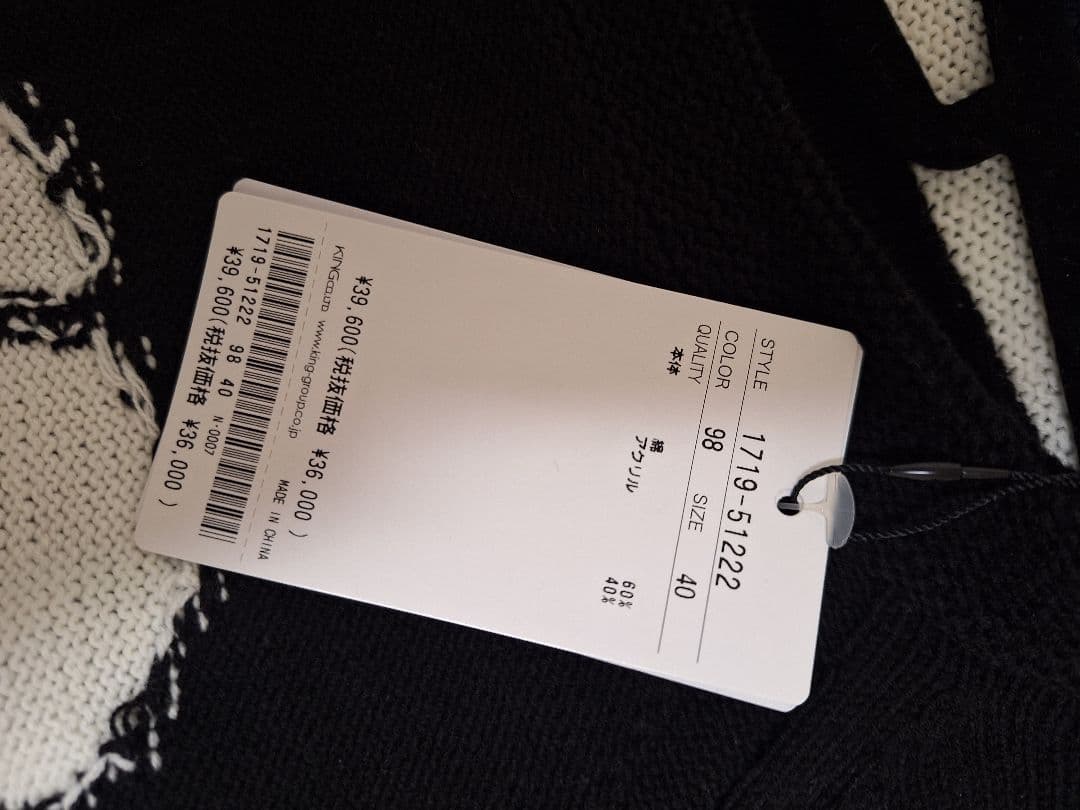 STYLE 1719-51222
COLOR 98 SIZE 40
QUALITY
本体 綿 60%
アクリル 40%
¥39,600(税抜価格 ¥36,000 )
KINGCO.,LTD. www.king-group.co.jp MADE IN CHINA
1719-51222 98 40 N-0007
¥39,600(税抜価格 ¥36,000 )